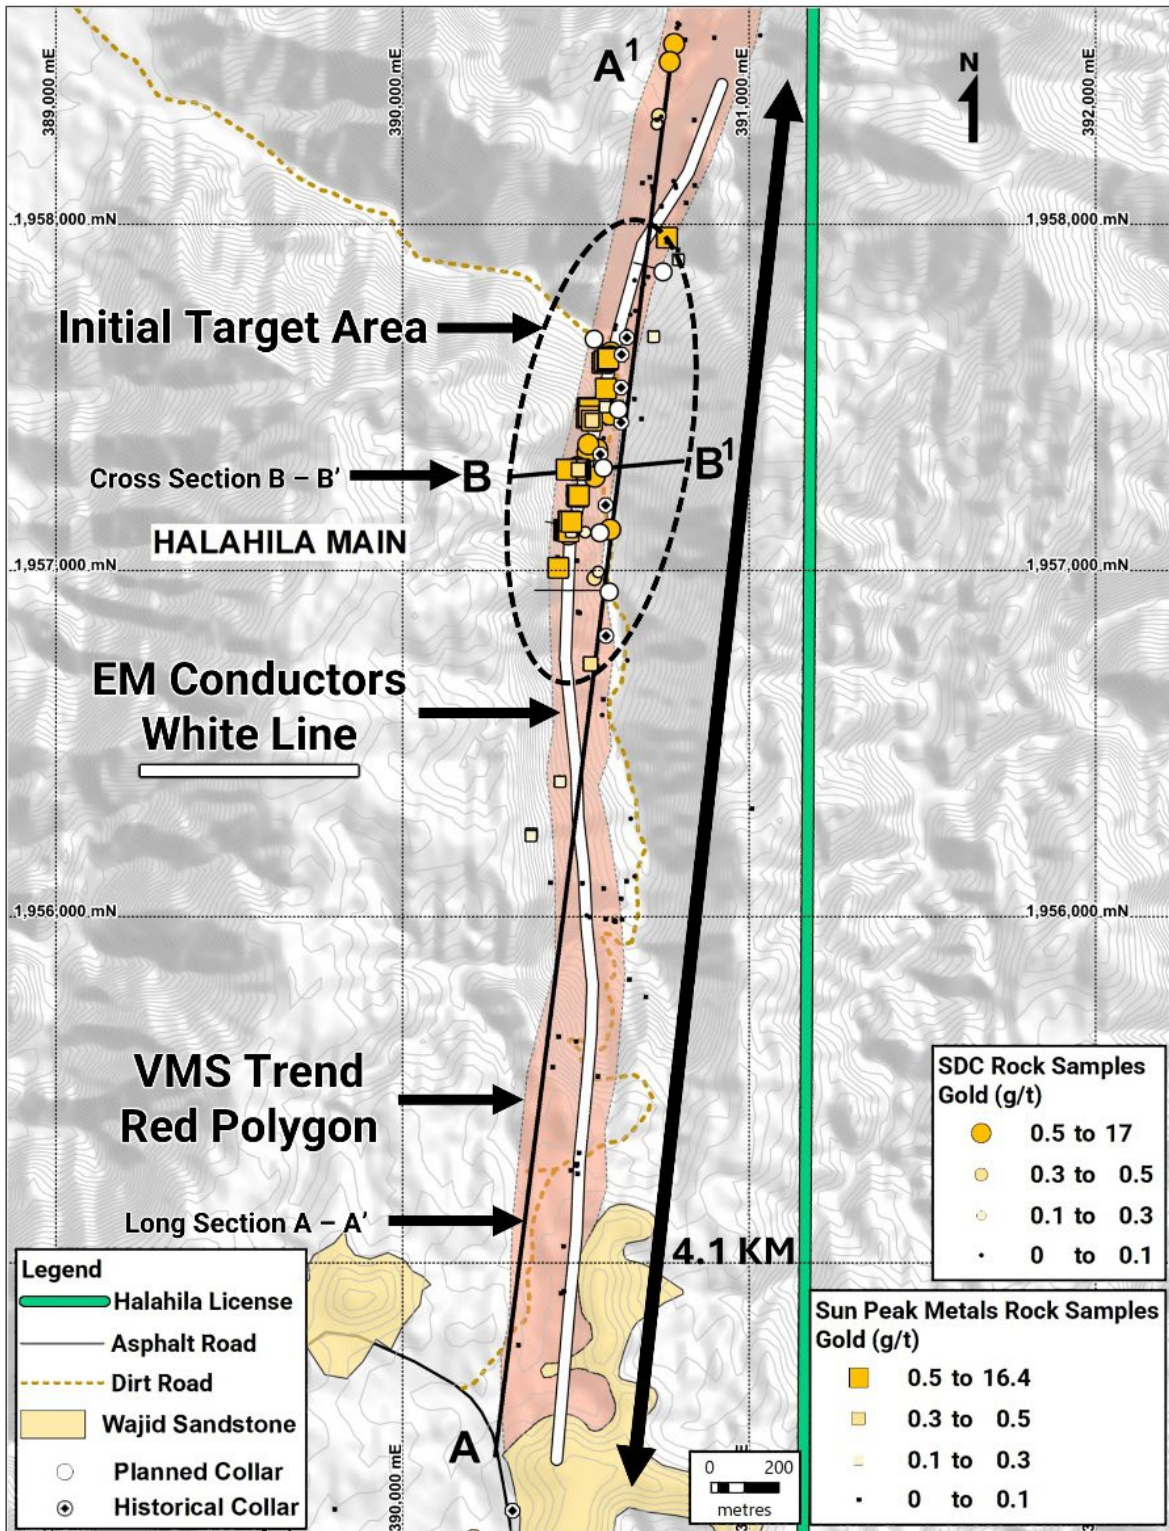 389,000 mE
390,000 mE
391,000 mE
392,000 mE
A¹
N
1,958,000 mN
1,958,000 mN
Initial Target Area
Cross Section B – B’
B
B¹
HALAHILA MAIN
1,957,000 mN
1,957,000 mN
EM Conductors
White Line
1,956,000 mN
1,956,000 mN
VMS Trend
Red Polygon
Long Section A – A’
4.1 KM
A
390,000 mE
mE
0 200
metres
Legend
Halahila License
Asphalt Road
Dirt Road
Wajid Sandstone
Planned Collar
Historical Collar
SDC Rock Samples
Gold (g/t)
0.5 to 17
0.3 to 0.5
0.1 to 0.3
0 to 0.1
Sun Peak Metals Rock Samples
Gold (g/t)
0.5 to 16.4
0.3 to 0.5
0.1 to 0.3
0 to 0.1